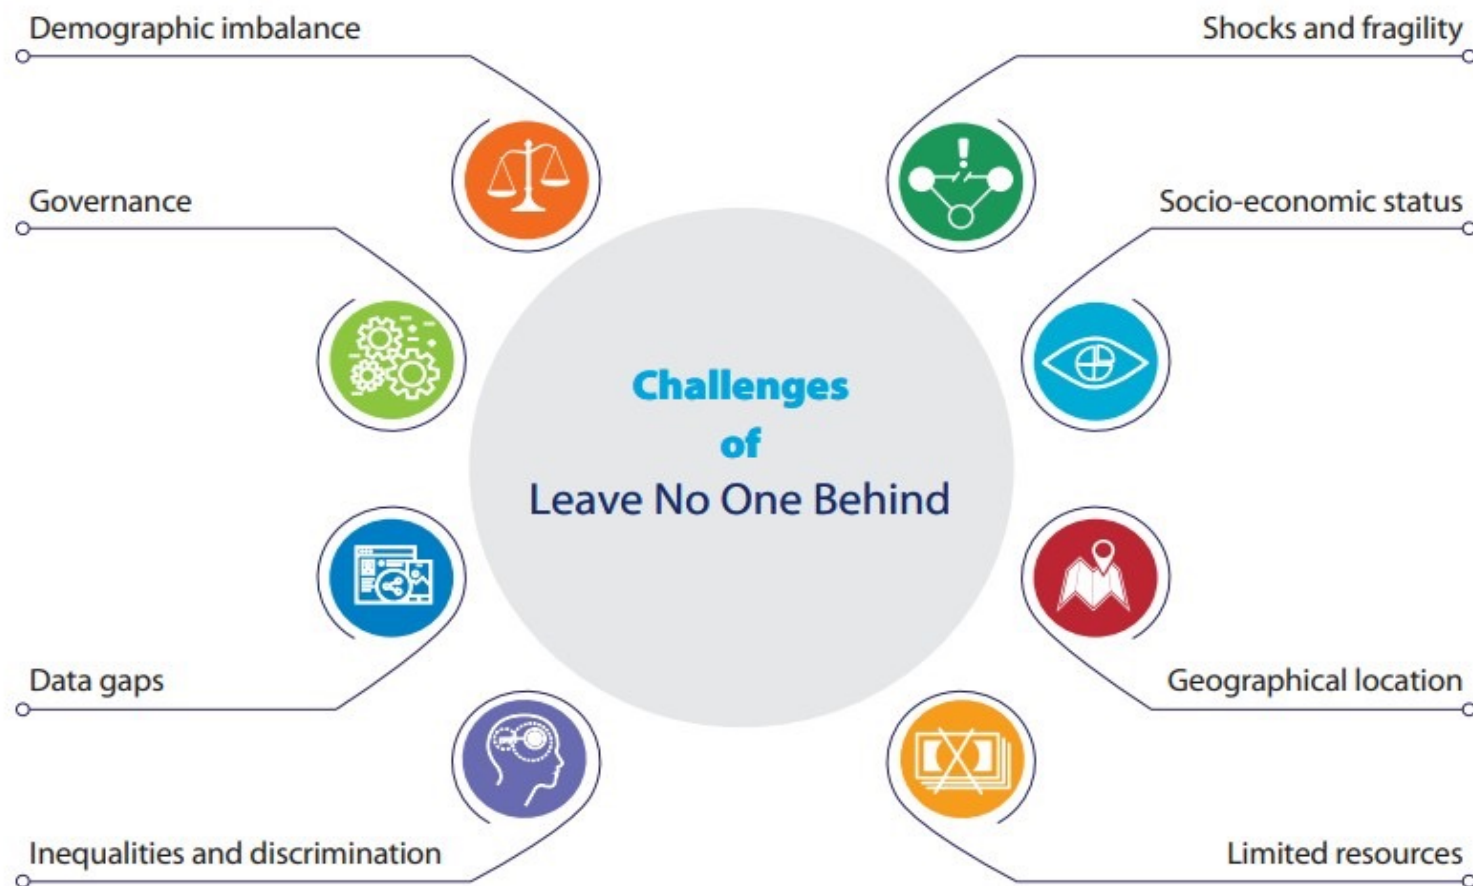 Demographic imbalance
Shocks and fragility
Governance
Socio-economic status
Challenges
of
Leave No One Behind
Data gaps
Geographical location
Inequalities and discrimination
Limited resources